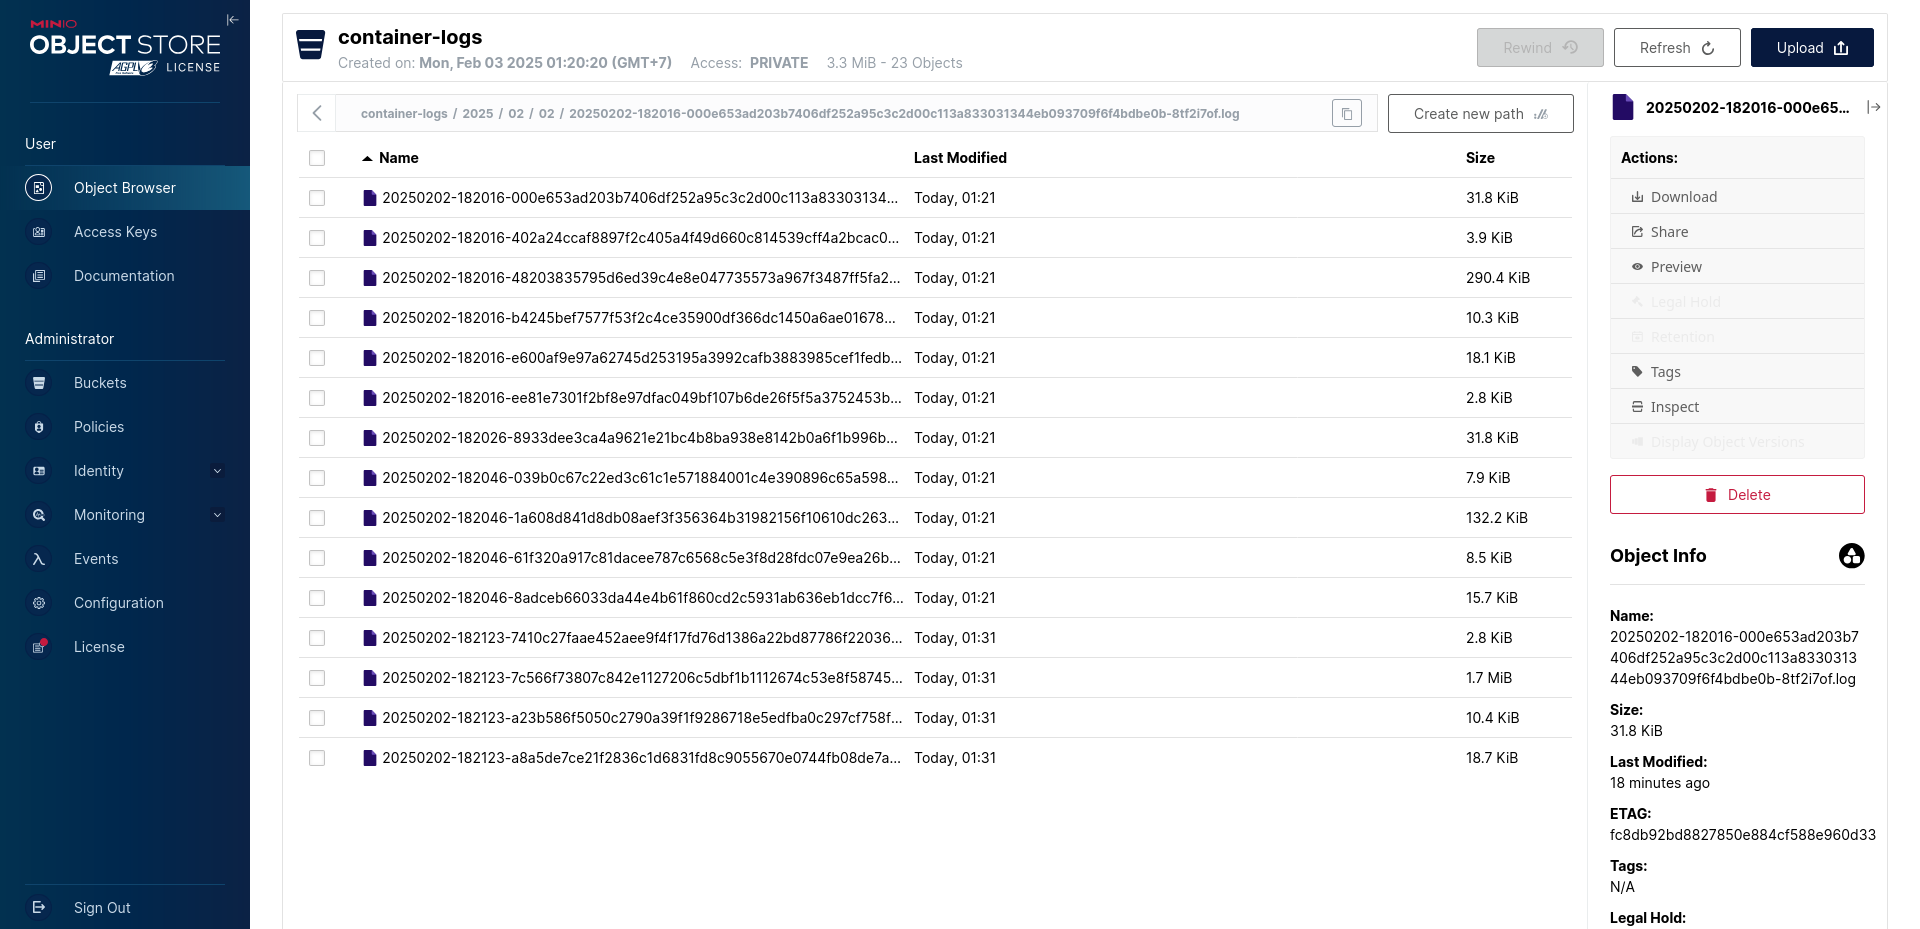 MINIO
OBJECT STORE
AGPLv3 LICENSE
User
Object Browser
Access Keys
Documentation
Administrator
Buckets
Policies
Identity
Monitoring
Events
Configuration
License
Sign Out
container-logs
Created on: Mon, Feb 03 2025 01:20:20 (GMT+7) Access: PRIVATE 3.3 MiB - 23 Objects
Rewind
Refresh
Upload
container-logs / 2025 / 02 / 02 / 20250202-182016-000e653ad203b7406df252a95c3c2d00c113a833031344eb093709f6f4bdbe0b-8tf2i7of.log
Create new path
Name Last Modified Size
20250202-182016-000e653ad203b7406df252a95c3c2d00c113a83303134... Today, 01:21 31.8 KiB
20250202-182016-402a24ccaf8897f2c405a4f49d660c814539cff4a2bcac0... Today, 01:21 3.9 KiB
20250202-182016-48203835795d6ed39c4e8e047735573a967f3487ff5fa2... Today, 01:21 290.4 KiB
20250202-182016-b4245bef7577f53f2c4ce35900df366dc1450a6ae01678... Today, 01:21 10.3 KiB
20250202-182016-e600af9e97a62745d253195a3992cafb3883985cef1fedb... Today, 01:21 18.1 KiB
20250202-182016-ee81e7301f2bf8e97dfac049bf107b6de26f5f5a3752453b... Today, 01:21 2.8 KiB
20250202-182026-8933dee3ca4a9621e21bc4b8ba938e8142b0a6f1b996b... Today, 01:21 31.8 KiB
20250202-182046-039b0c67c22ed3c61c1e571884001c4e390896c65a598... Today, 01:21 7.9 KiB
20250202-182046-1a608d841d8db08aef3f356364b31982156f10610dc263... Today, 01:21 132.2 KiB
20250202-182046-61f320a917c81dacee787c6568c5e3f8d28fdc07e9ea26b... Today, 01:21 8.5 KiB
20250202-182046-8adceb66033da44e4b61f860cd2c5931ab636eb1dcc7f6... Today, 01:21 15.7 KiB
20250202-182123-7410c27faae452aee9f4f17fd76d1386a22bd87786f22036... Today, 01:31 2.8 KiB
20250202-182123-7c566f73807c842e1127206c5dbf1b1112674c53e8f58745... Today, 01:31 1.7 MiB
20250202-182123-a23b586f5050c2790a39f1f9286718e5edfba0c297cf758f... Today, 01:31 10.4 KiB
20250202-182123-a8a5de7ce21f2836c1d6831fd8c9055670e0744fb08de7a... Today, 01:31 18.7 KiB
20250202-182016-000e65...
Actions:
Download
Share
Preview
Legal Hold
Retention
Tags
Inspect
Display Object Versions
Delete
Object Info
Name:
20250202-182016-000e653ad203b7
406df252a95c3c2d00c113a8330313
44eb093709f6f4bdbe0b-8tf2i7of.log
Size:
31.8 KiB
Last Modified:
18 minutes ago
ETAG:
fc8db92bd8827850e884cf588e960d33
Tags:
N/A
Legal Hold: